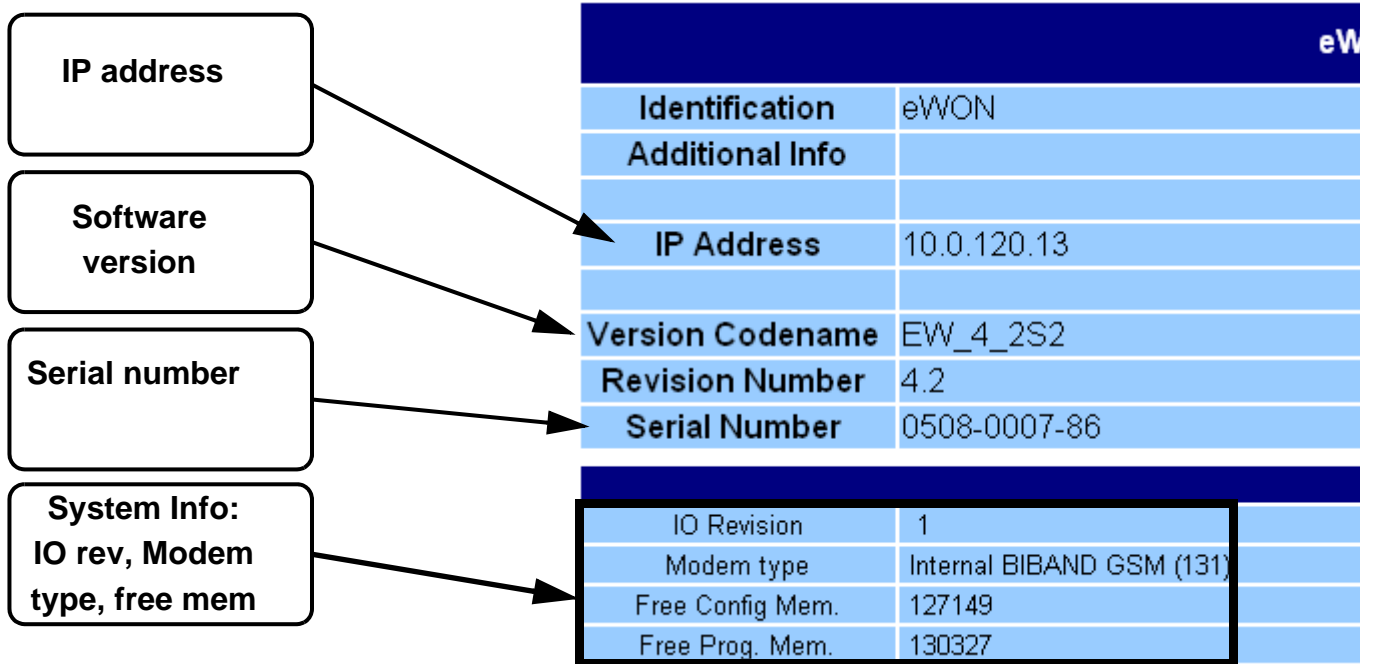 IP address
Software
version
Serial number
System Info:
IO rev, Modem
type, free mem
eW
Identification eWON
Additional Info
IP Address 10.0.120.13
Version Codename EW_4_2S2
Revision Number 4.2
Serial Number 0508-0007-86
IO Revision 1
Modem type Internal BIBAND GSM (131)
Free Config Mem. 127149
Free Prog. Mem. 130327